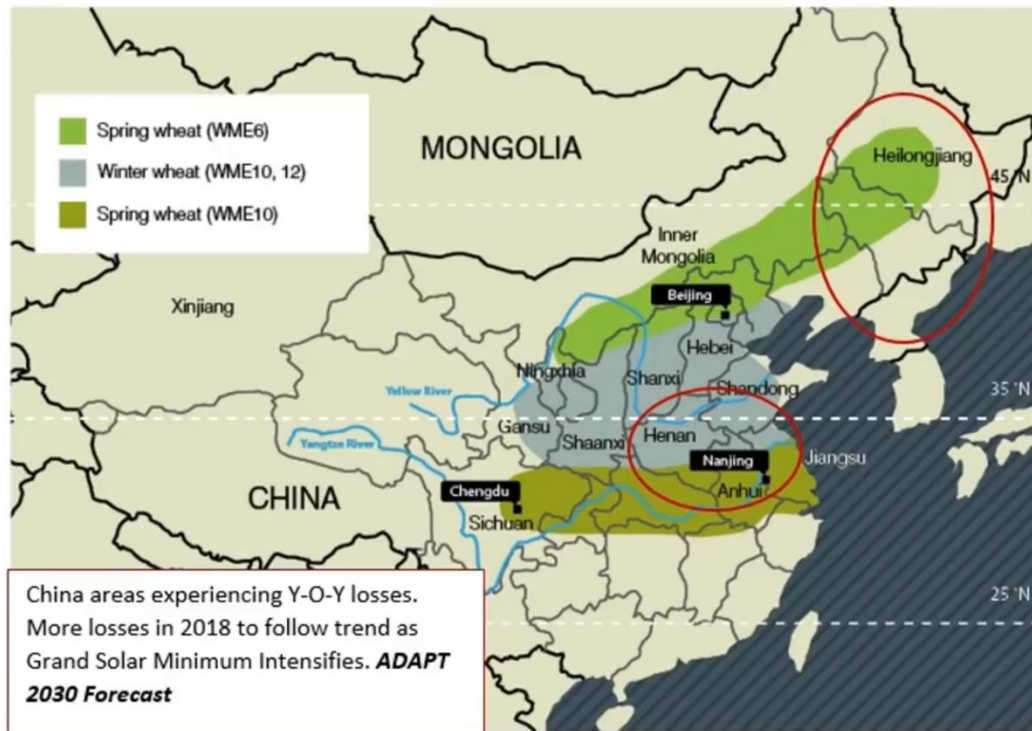 Spring wheat (WME6)
Winter wheat (WME10, 12)
Spring wheat (WME10)
MONGOLIA
Heilongjiang
45 °N
Inner
Mongolia
Beijing
Xinjiang
Hebei
Ningxhia
Shanxi
Shandong
Yellow River
35 °N
Gansu
Henan
Shaanxi
Yangtze River
Nanjing
Jiangsu
Chengdu
Anhui
CHINA
Sichuan
25 °N
China areas experiencing Y-O-Y losses.
More losses in 2018 to follow trend as
Grand Solar Minimum Intensifies. ADAPT
2030 Forecast